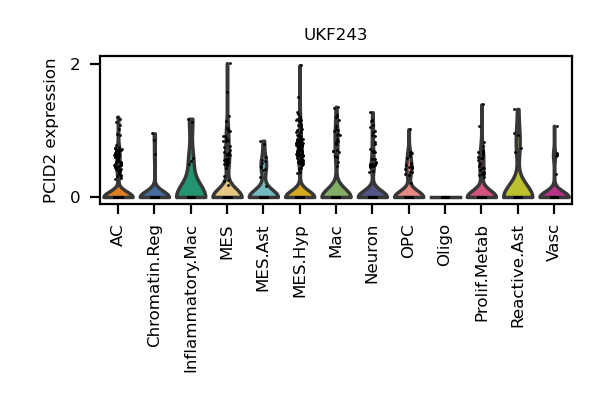 UKF243
PCID2 expression
2
0
AC
Chromatin.Reg
Inflammatory.Mac
MES
MES.Ast
MES.Hyp
Mac
Neuron
OPC
Oligo
Prolif.Metab
Reactive.Ast
Vasc